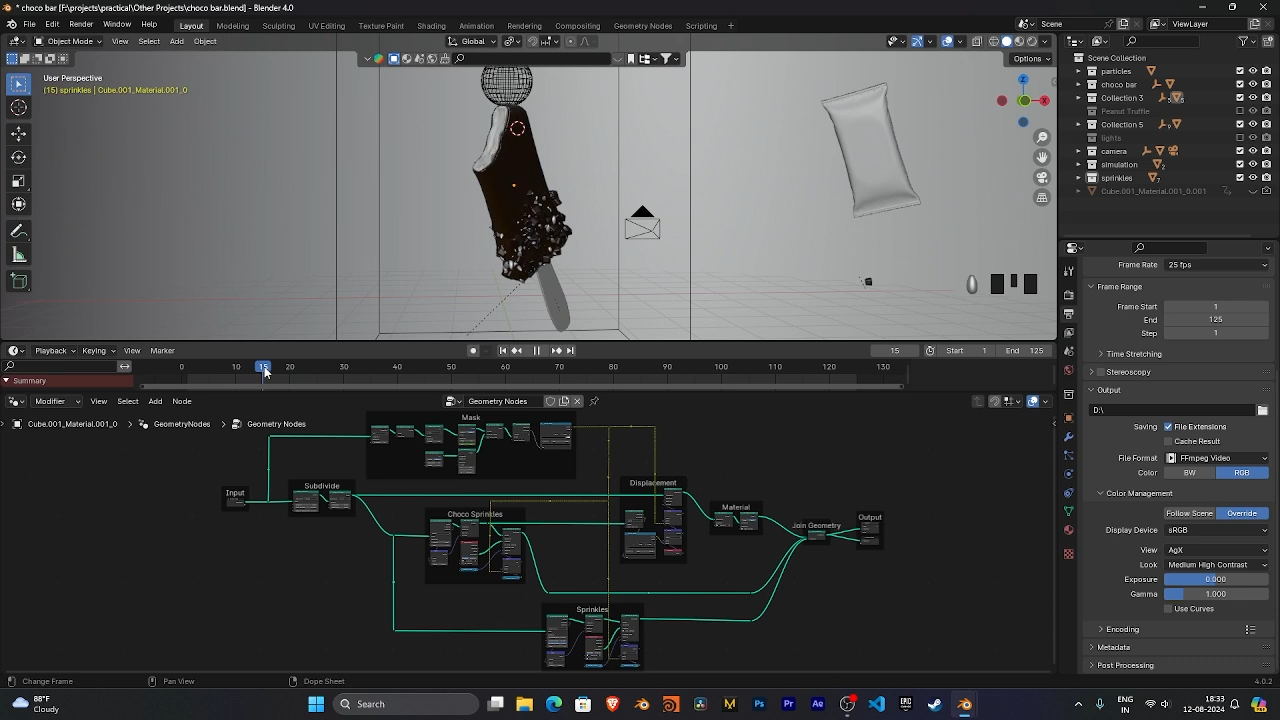 * choco bar [F:\projects\practical\Other Projects\choco bar.blend] - Blender 4.0
File Edit Render Window Help Layout Modeling Sculpting UV Editing Texture Paint Shading Animation Rendering Compositing Geometry Nodes Scripting + Scene ViewLayer
Object Mode View Select Add Object Global
Options
User Perspective
(15) sprinkles | Cube.001_Material.001_0
Z
X
Scene Collection
particles
choco bar
Collection 3
Peanut Truffle
Collection 5
lights
camera
simulation
sprinkles
Cube.001_Material.001_0.001
Frame Rate 25 fps
Frame Range
Frame Start 1
End 125
Step 1
Time Stretching
Stereoscopy
Output
D:\
Saving File Extensions
Cache Result
File Format FFmpeg Video
Color BW RGB
Color Management
Follow Scene Override
Display Device sRGB
View AgX
Look Medium High Contrast
Exposure 0.000
Gamma 1.000
Use Curves
Encoding
Metadata
Post Processing
Playback Keying View Marker 15 Start 1 End 125
0 10 15 20 30 40 50 60 70 80 90 100 110 120 130
Summary
Modifier View Select Add Node Geometry Nodes
Cube.001_Material.001_0 > GeometryNodes > Geometry Nodes
Mask
Input
Subdivide
Choco Sprinkles
Displacement
Material
Join Geometry
Output
Sprinkles
Change Frame Pan View Dope Sheet 4.0.2
88°F
Cloudy
Search
ENG
IN
18:33
12-08-2024